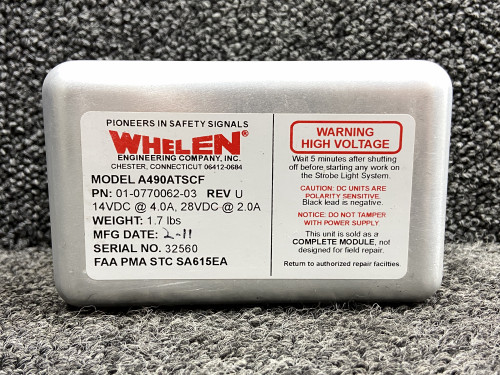 PIONEERS IN SAFETY SIGNALS
WHELEN®
ENGINEERING COMPANY, INC.
CHESTER, CONNECTICUT 06412-0684
MODEL A490ATSCF
PN: 01-0770062-03 REV U
14VDC @ 4.0A, 28VDC @ 2.0A
WEIGHT: 1.7 lbs
MFG DATE: 2-11
SERIAL NO. 32560
FAA PMA STC SA615EA
WARNING
HIGH VOLTAGE
Wait 5 minutes after shutting
off before starting any work on
the Strobe Light System.
CAUTION: DC UNITS ARE
POLARITY SENSITIVE.
Black lead is negative.
NOTICE: DO NOT TAMPER
WITH POWER SUPPLY
This unit is sold as a
COMPLETE MODULE, not
designed for field repair.
Return to authorized repair facilties.